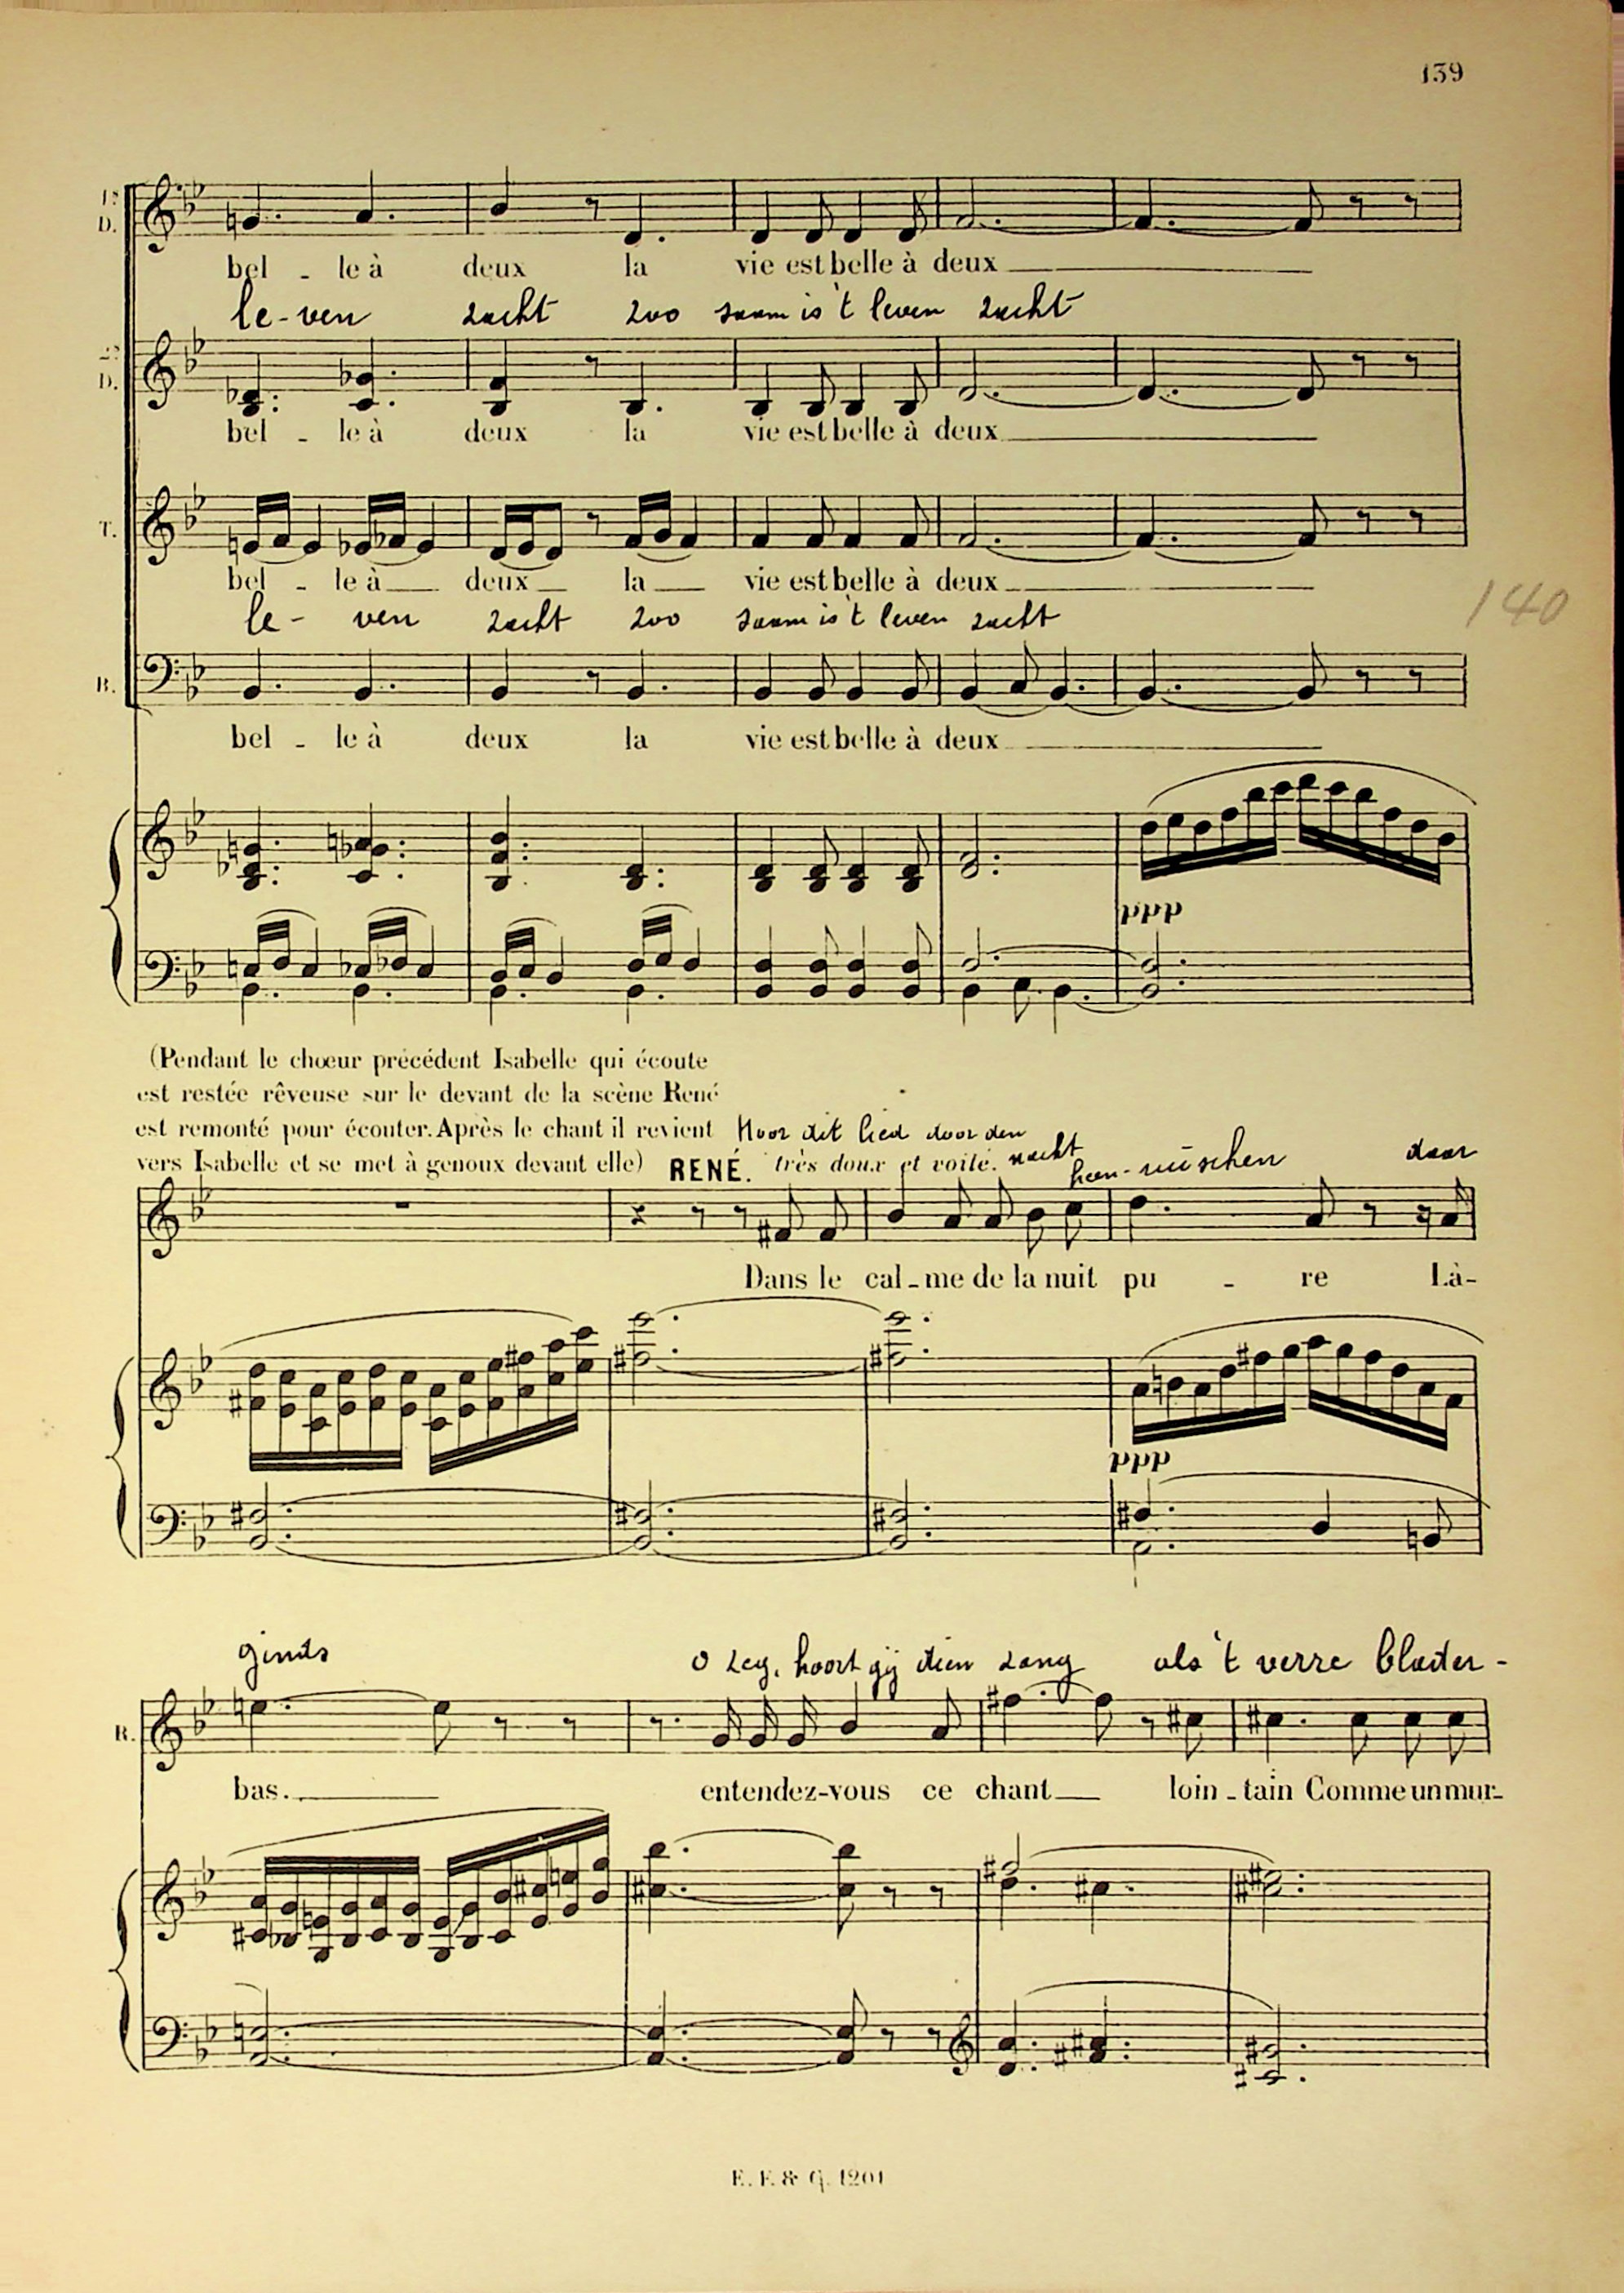 139
1rs D.
bel - le à deux la vie est belle à deux
le-ven zacht zoo saam is 't leven zacht
2ds D.
bel - le à deux la vie est belle à deux
T.
bel - le à deux la vie est belle à deux
le- ven zacht zoo saam is 't leven zacht
140
B.
bel - le à deux la vie est belle à deux
ppp
(Pendant le chœur précédent Isabelle qui écoute
est restée rêveuse sur le devant de la scène René
est remonté pour écouter. Après le chant il revient
vers Isabelle et se met à genoux devant elle)
Hoor dit lied door den nacht heen-ruischen daar
RENÉ. très doux et voilé.
Dans le cal-me de la nuit pu - re Là-
ppp
ginds o zeg, hoort gij dien zang als 't verre blader-
R.
bas. entendez-vous ce chant loin-tain Comme un mur-
E. F. & G. 1201